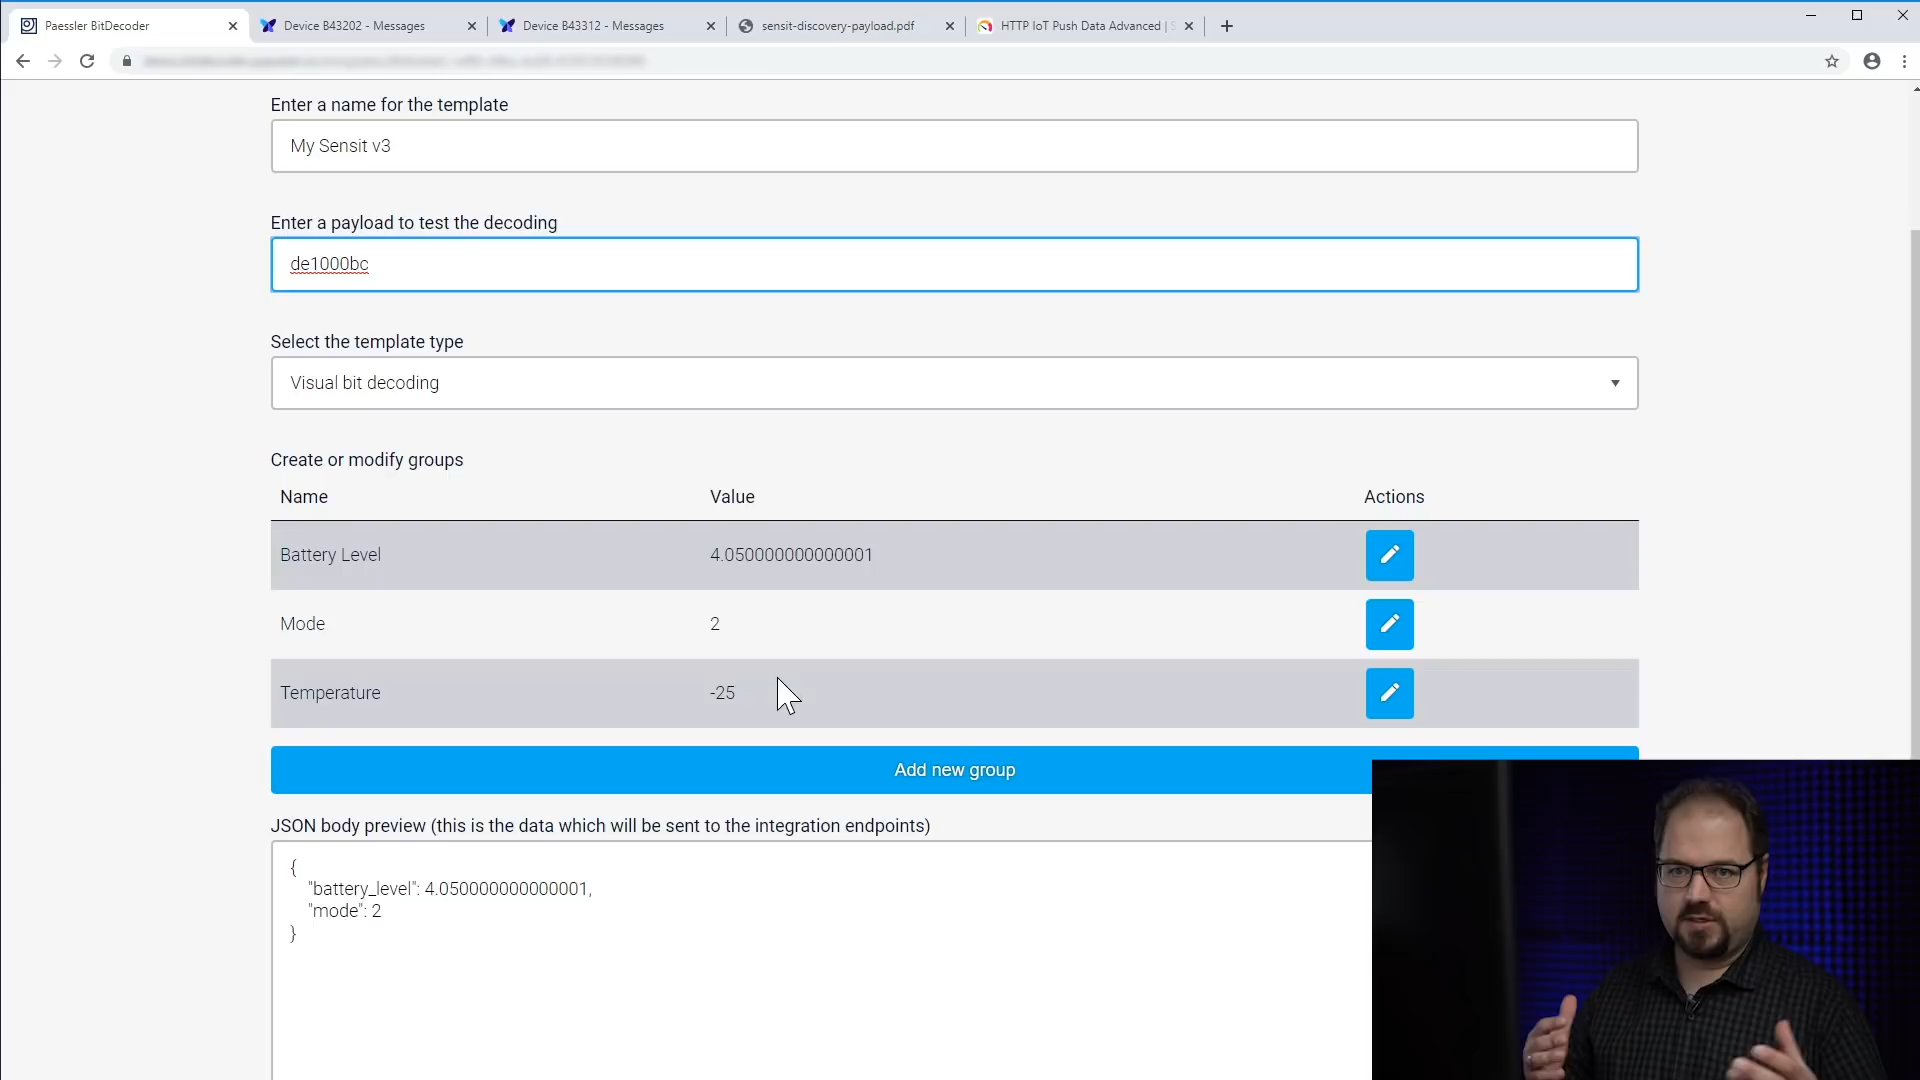 Paessler BitDecoder
Device B43202 - Messages
Device B43312 - Messages
sensit-discovery-payload.pdf
HTTP IoT Push Data Advanced |
Enter a name for the template
My Sensit v3
Enter a payload to test the decoding
de1000bc
Select the template type
Visual bit decoding
Create or modify groups
Name Value Actions
Battery Level 4.050000000000001
Mode 2
Temperature -25
Add new group
JSON body preview (this is the data which will be sent to the integration endpoints)
{
"battery_level": 4.050000000000001,
"mode": 2
}